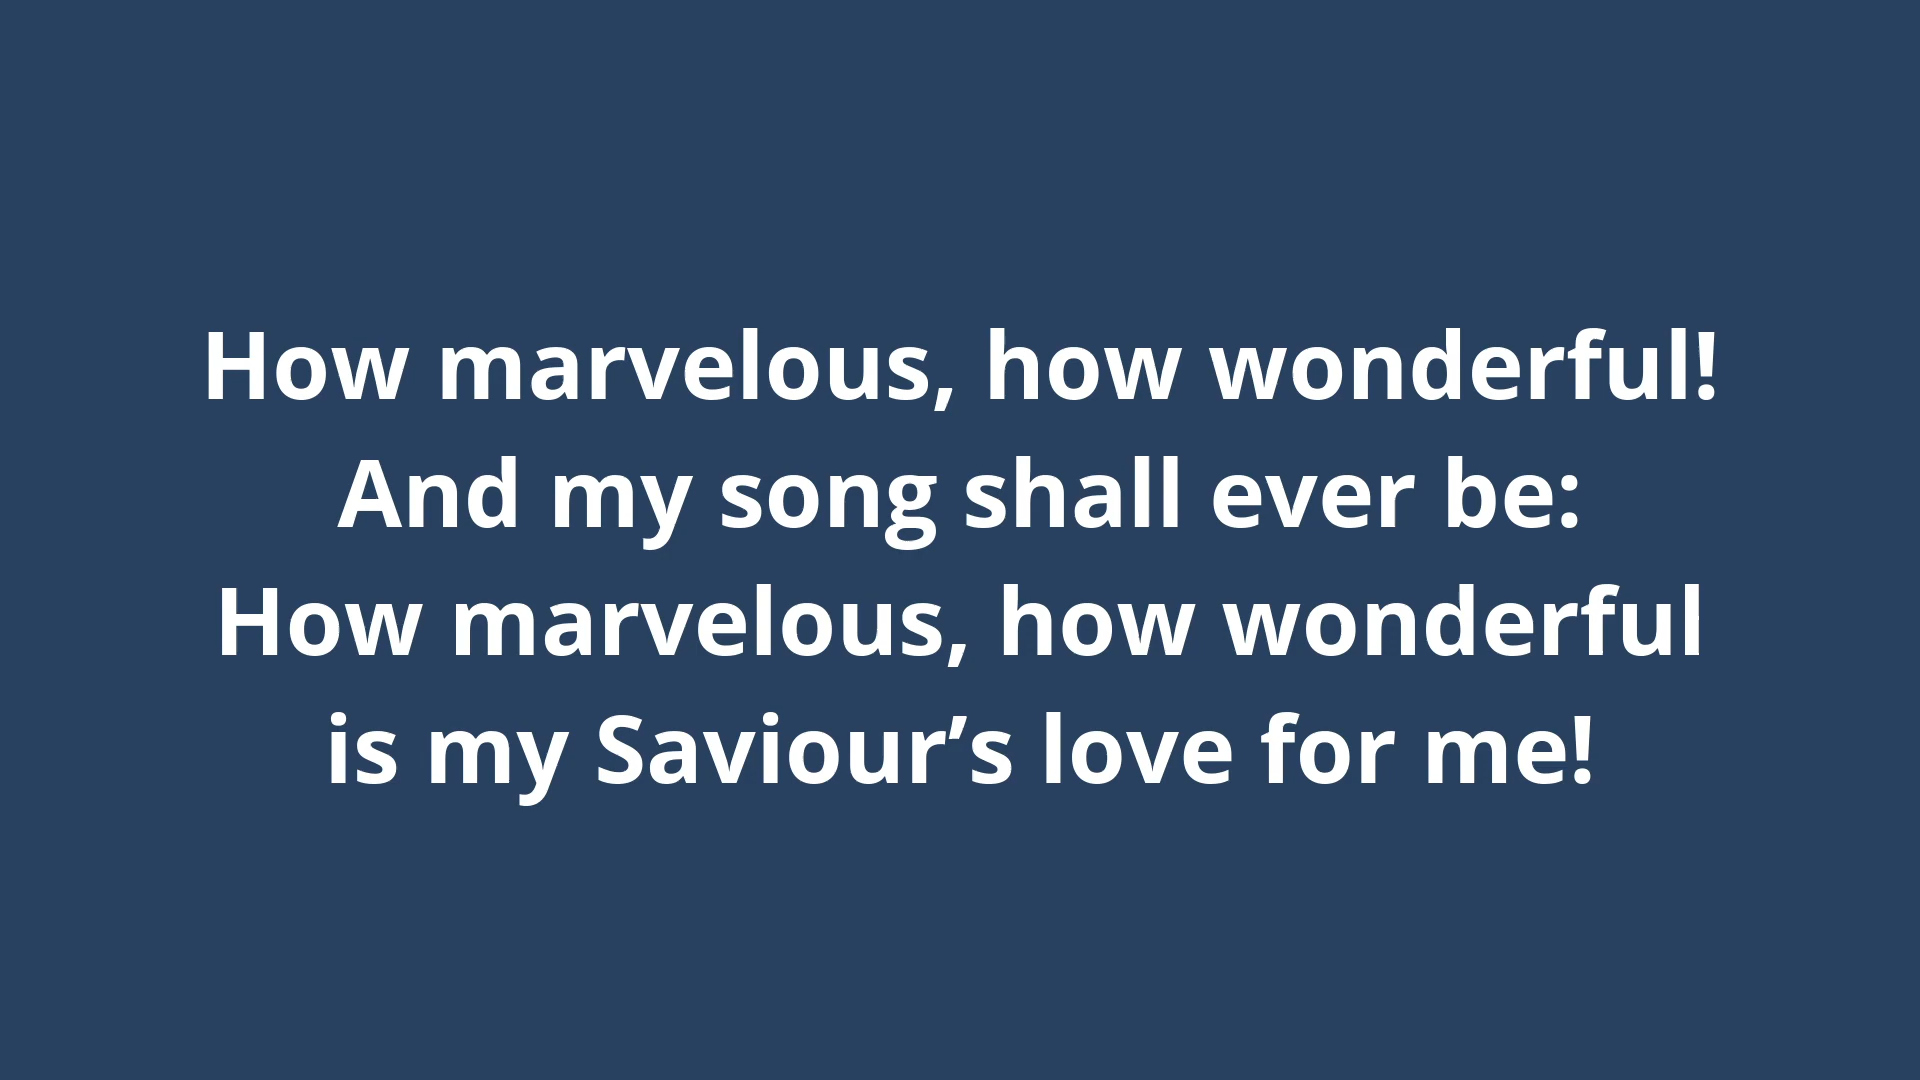 How marvelous, how wonderful!
And my song shall ever be:
How marvelous, how wonderful
is my Saviour’s love for me!